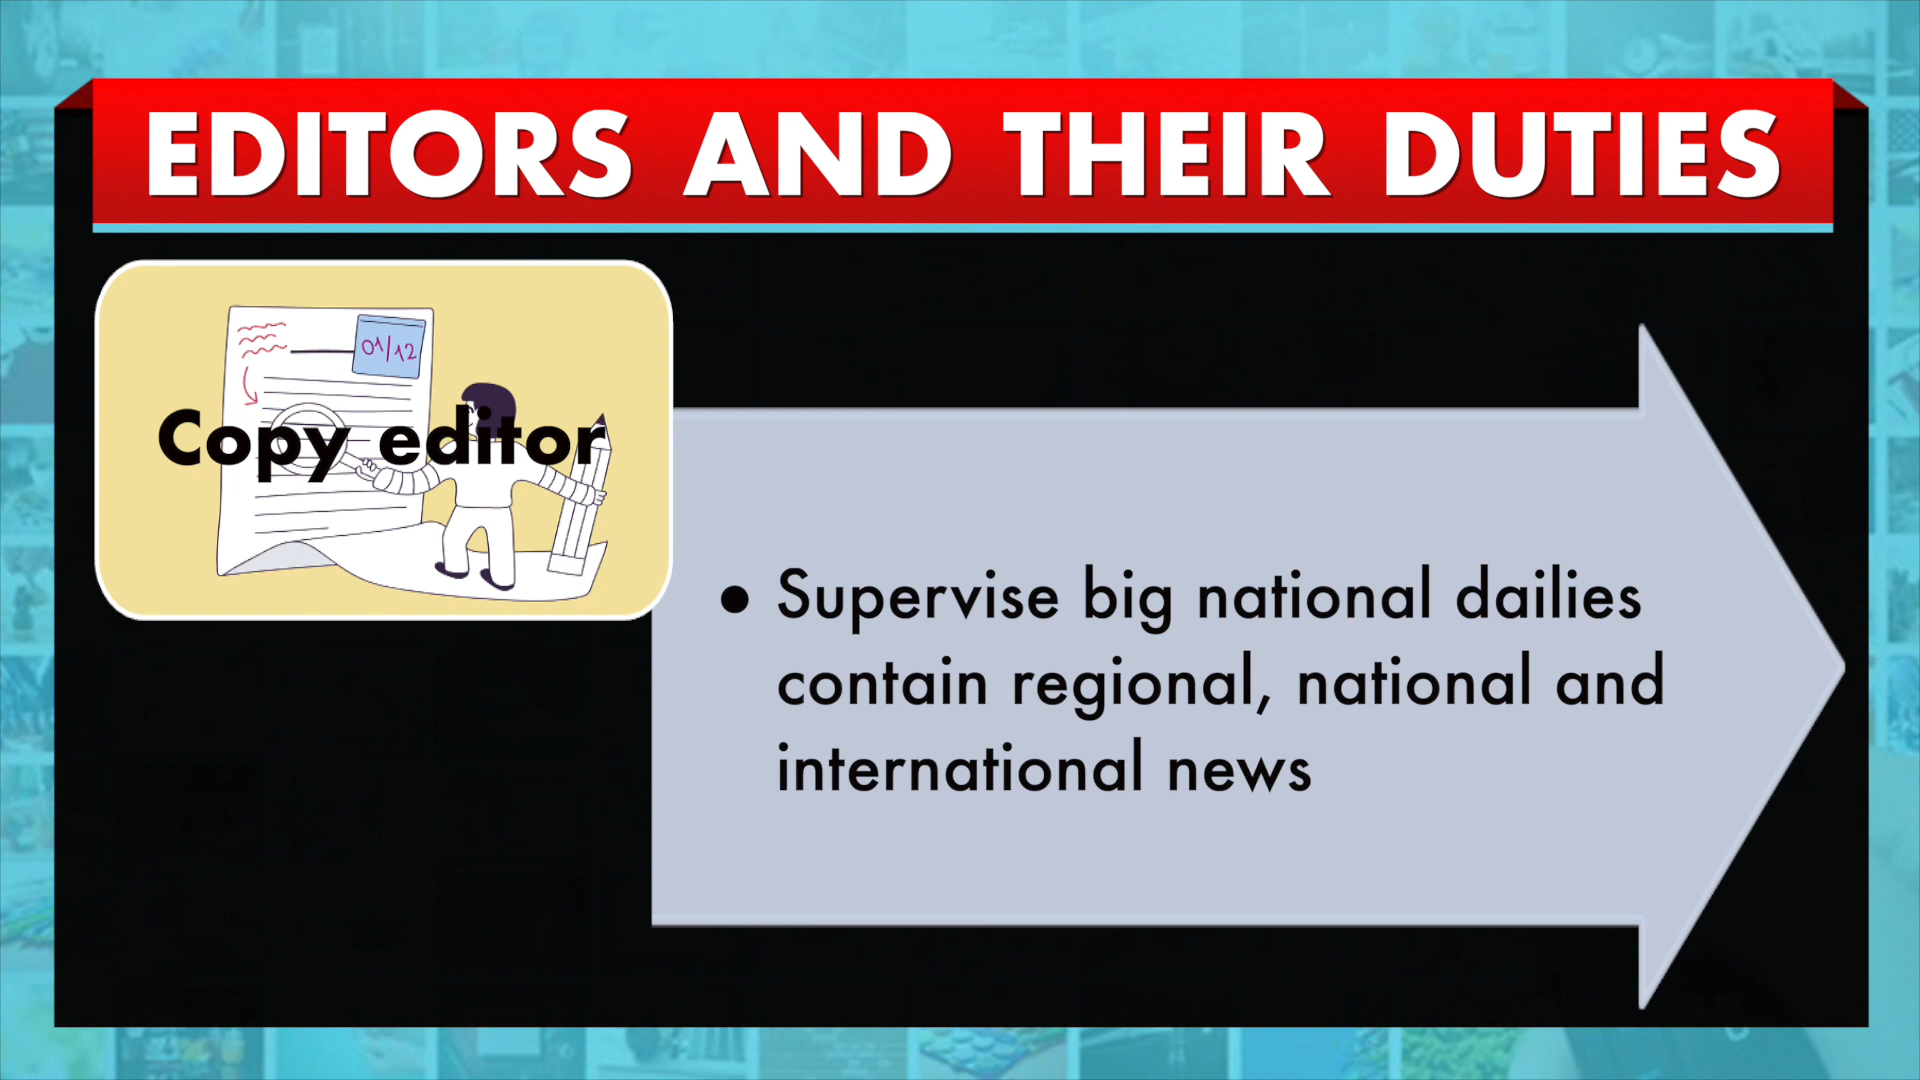 EDITORS AND THEIR DUTIES
01/12
Copy editor
• Supervise big national dailies
contain regional, national and
international news